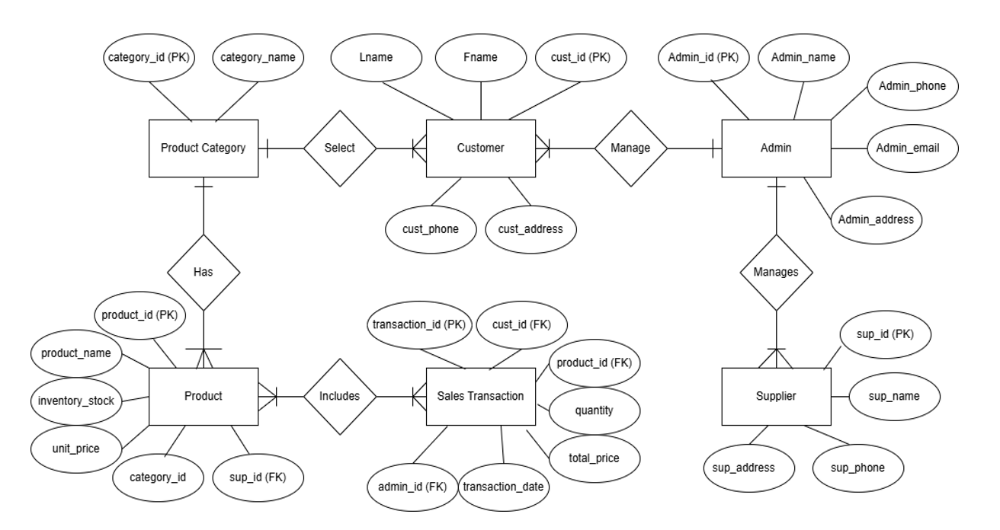 category_id (PK)
category_name
Lname
Fname
cust_id (PK)
Admin_id (PK)
Admin_name
Admin_phone
Product Category
Select
Customer
Manage
Admin
Admin_email
cust_phone
cust_address
Admin_address
Has
Manages
product_id (PK)
transaction_id (PK)
cust_id (FK)
sup_id (PK)
product_name
product_id (FK)
inventory_stock
Product
Includes
Sales Transaction
quantity
Supplier
sup_name
unit_price
total_price
category_id
sup_id (FK)
admin_id (FK)
transaction_date
sup_address
sup_phone